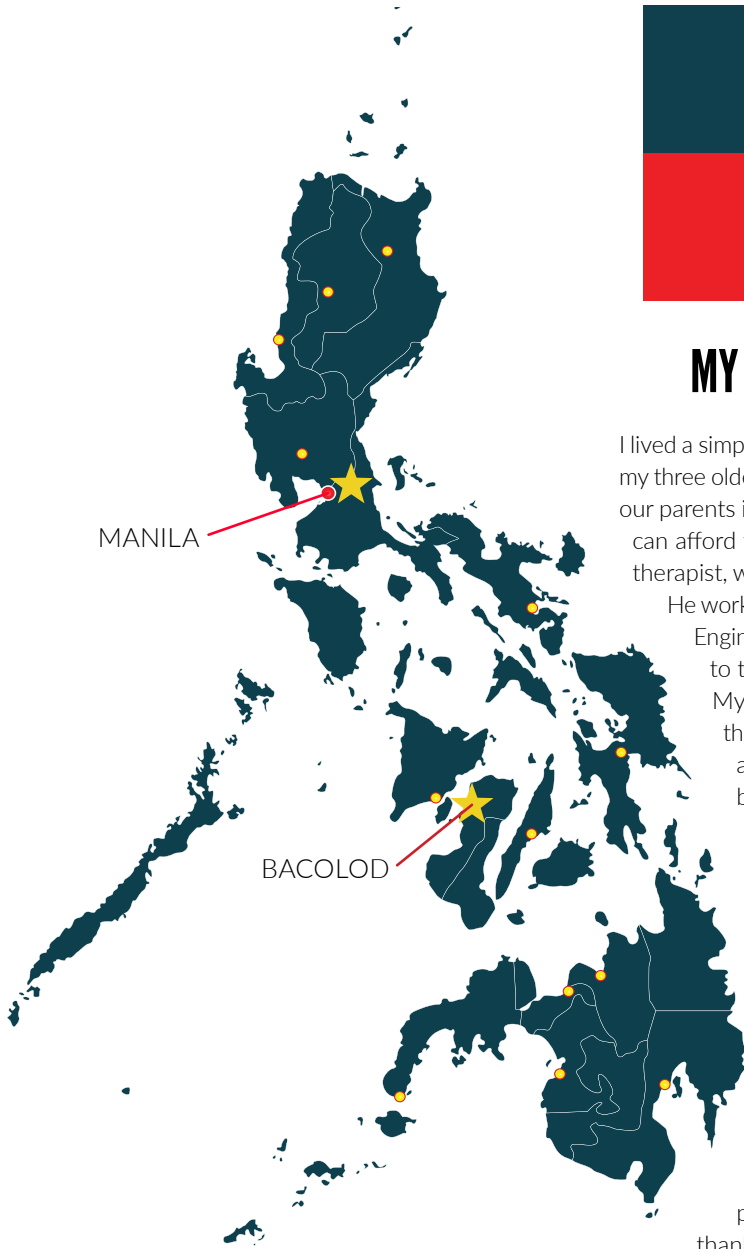 MY
I lived a simp
my three olde
our parents i
can afford
therapist, w
He work
Engin
to t
My
th
a
b
MANILA
BACOLOD
p
than